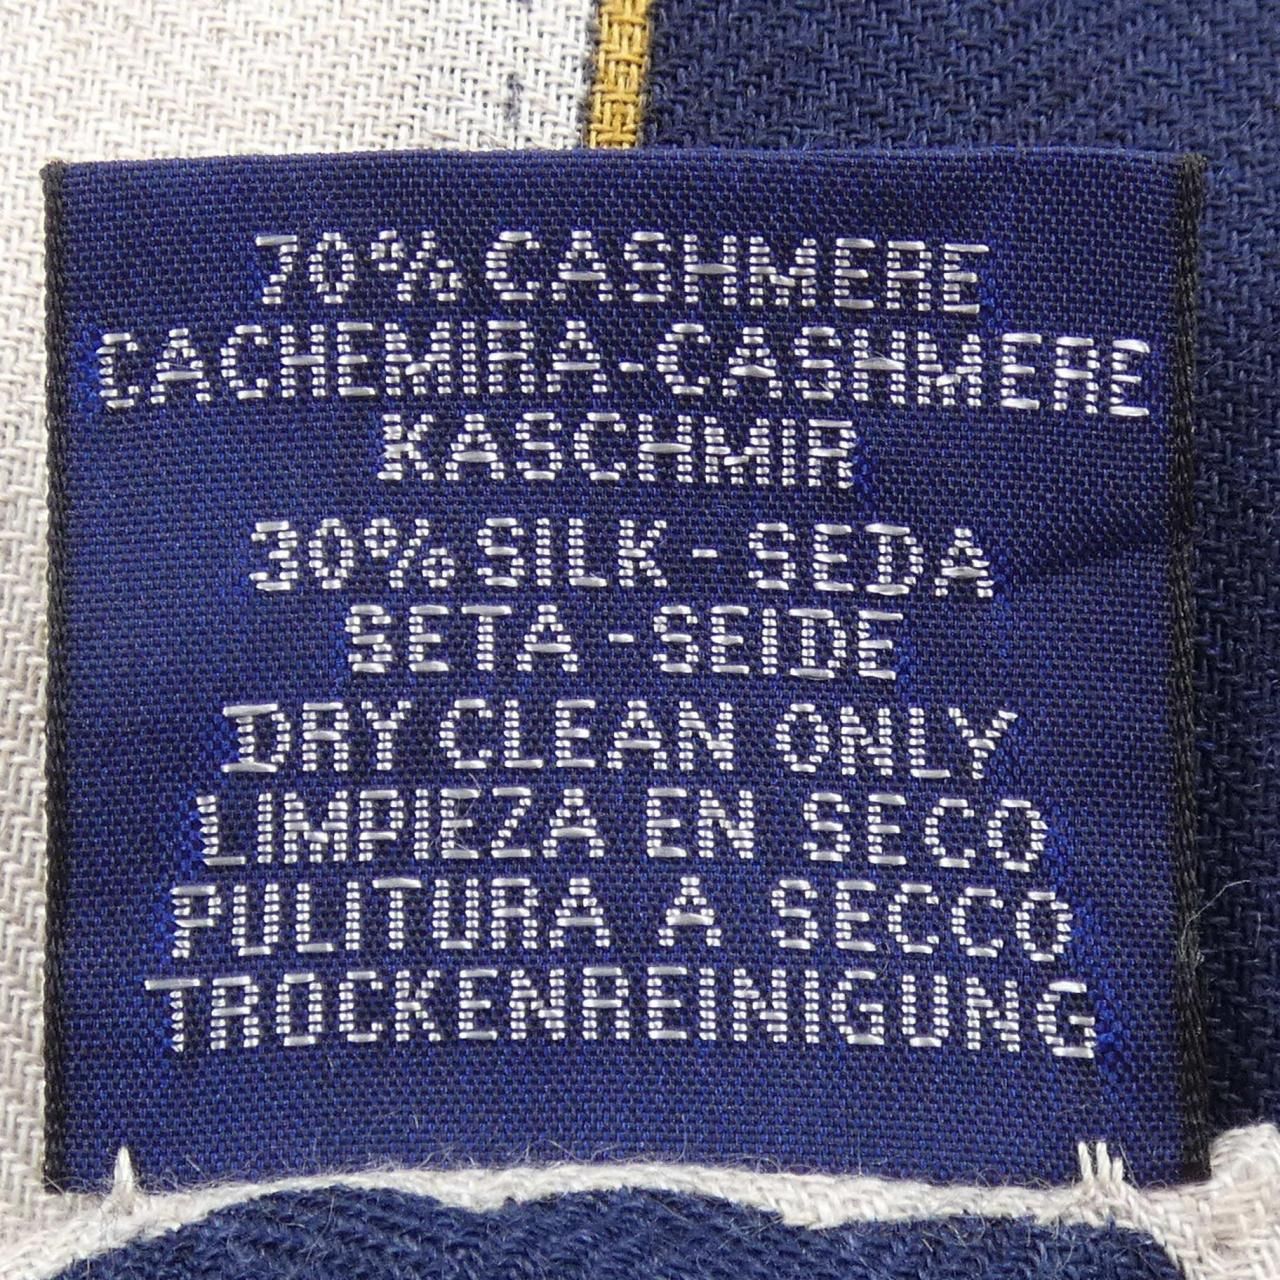 70% CASHMERE
CACHEMIRA-CASHMERE
KASCHMIR
30% SILK - SEDA
SETA -SEIDE
DRY CLEAN ONLY
LIMPIEZA EN SECO
PULITURA A SECCO
TROCKENREINIGUNG